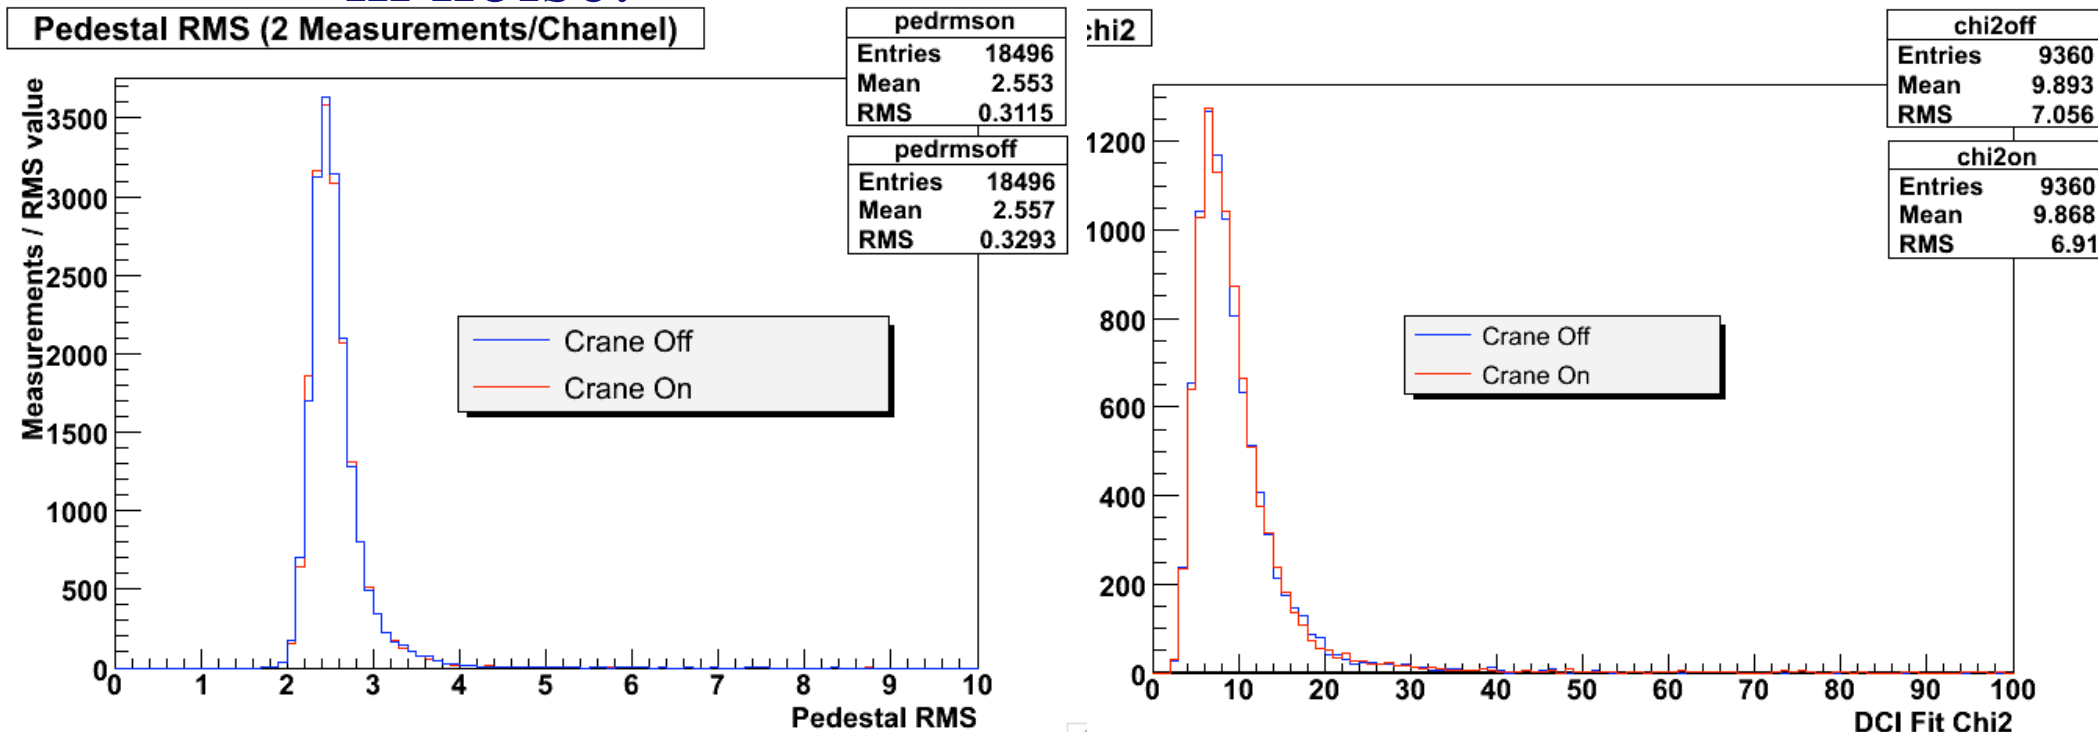 Pedestal RMS (2 Measurements/Channel)
pedrmson
Entries 18496
Mean 2.553
RMS 0.3115
pedrmsoff
Entries 18496
Mean 2.557
RMS 0.3293
Measurements / RMS value
3500
3000
2500
2000
1500
1000
500
0
Crane Off
Crane On
0 1 2 3 4 5 6 7 8 9 10
Pedestal RMS
chi2
chi2off
Entries 9360
Mean 9.893
RMS 7.056
chi2on
Entries 9360
Mean 9.868
RMS 6.91
1200
1000
800
600
400
200
0
Crane Off
Crane On
0 10 20 30 40 50 60 70 80 90 100
DCI Fit Chi2